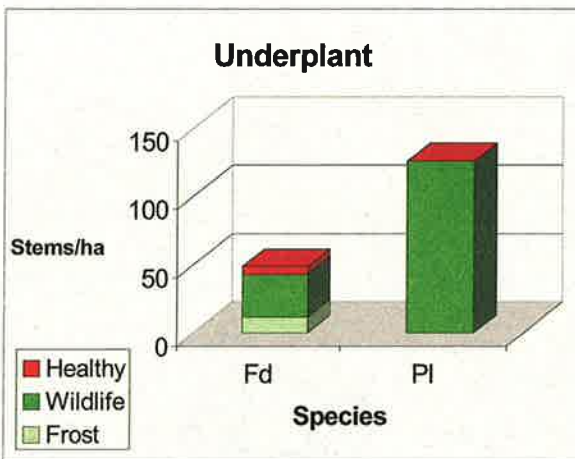 Underplant
150
100
50
0
Stems/ha
Fd
Pl
Species
Healthy
Wildlife
Frost